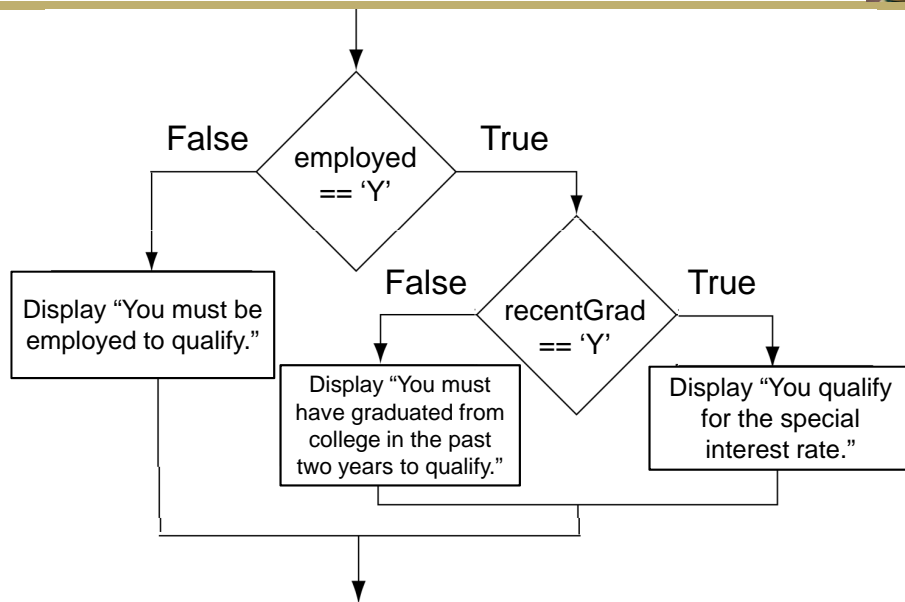 False
True
employed
== ‘Y’
False
True
Display “You must be
employed to qualify.”
recentGrad
== ‘Y’
Display “You must
have graduated from
college in the past
two years to qualify.”
Display “You qualify
for the special
interest rate.”